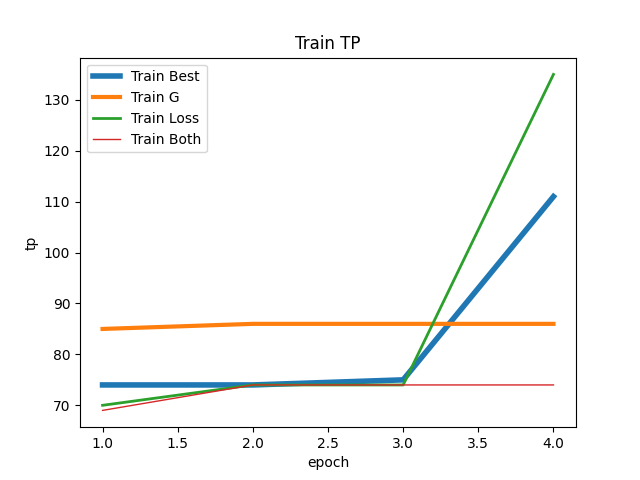 Train TP
Train Best
Train G
Train Loss
Train Both
tp
130
120
110
100
90
80
70
1.0 1.5 2.0 2.5 3.0 3.5 4.0
epoch